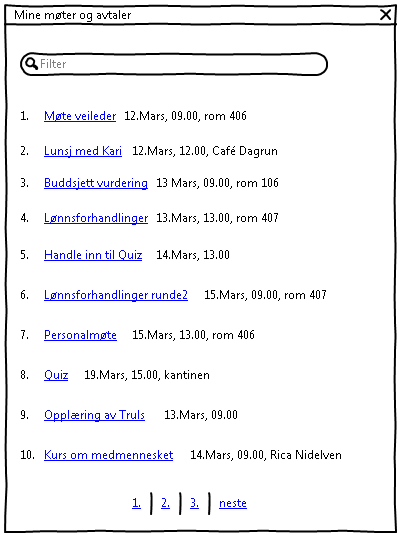 Mine møter og avtaler
Filter
1. Møte veileder 12.Mars, 09.00, rom 406
2. Lunsj med Kari 12.Mars, 12.00, Café Dagrun
3. Buddsjett vurdering 13 Mars, 09.00, rom 106
4. Lønnsforhandlinger 13.Mars, 13.00, rom 407
5. Handle inn til Quiz 14.Mars, 13.00
6. Lønnsforhandlinger runde2 15.Mars, 09.00, rom 407
7. Personalmøte 15.Mars, 13.00, rom 406
8. Quiz 19.Mars, 15.00, kantinen
9. Opplæring av Truls 13.Mars, 09.00
10. Kurs om medmennesket 14.Mars, 09.00, Rica Nidelven
1. | 2. | 3. | neste